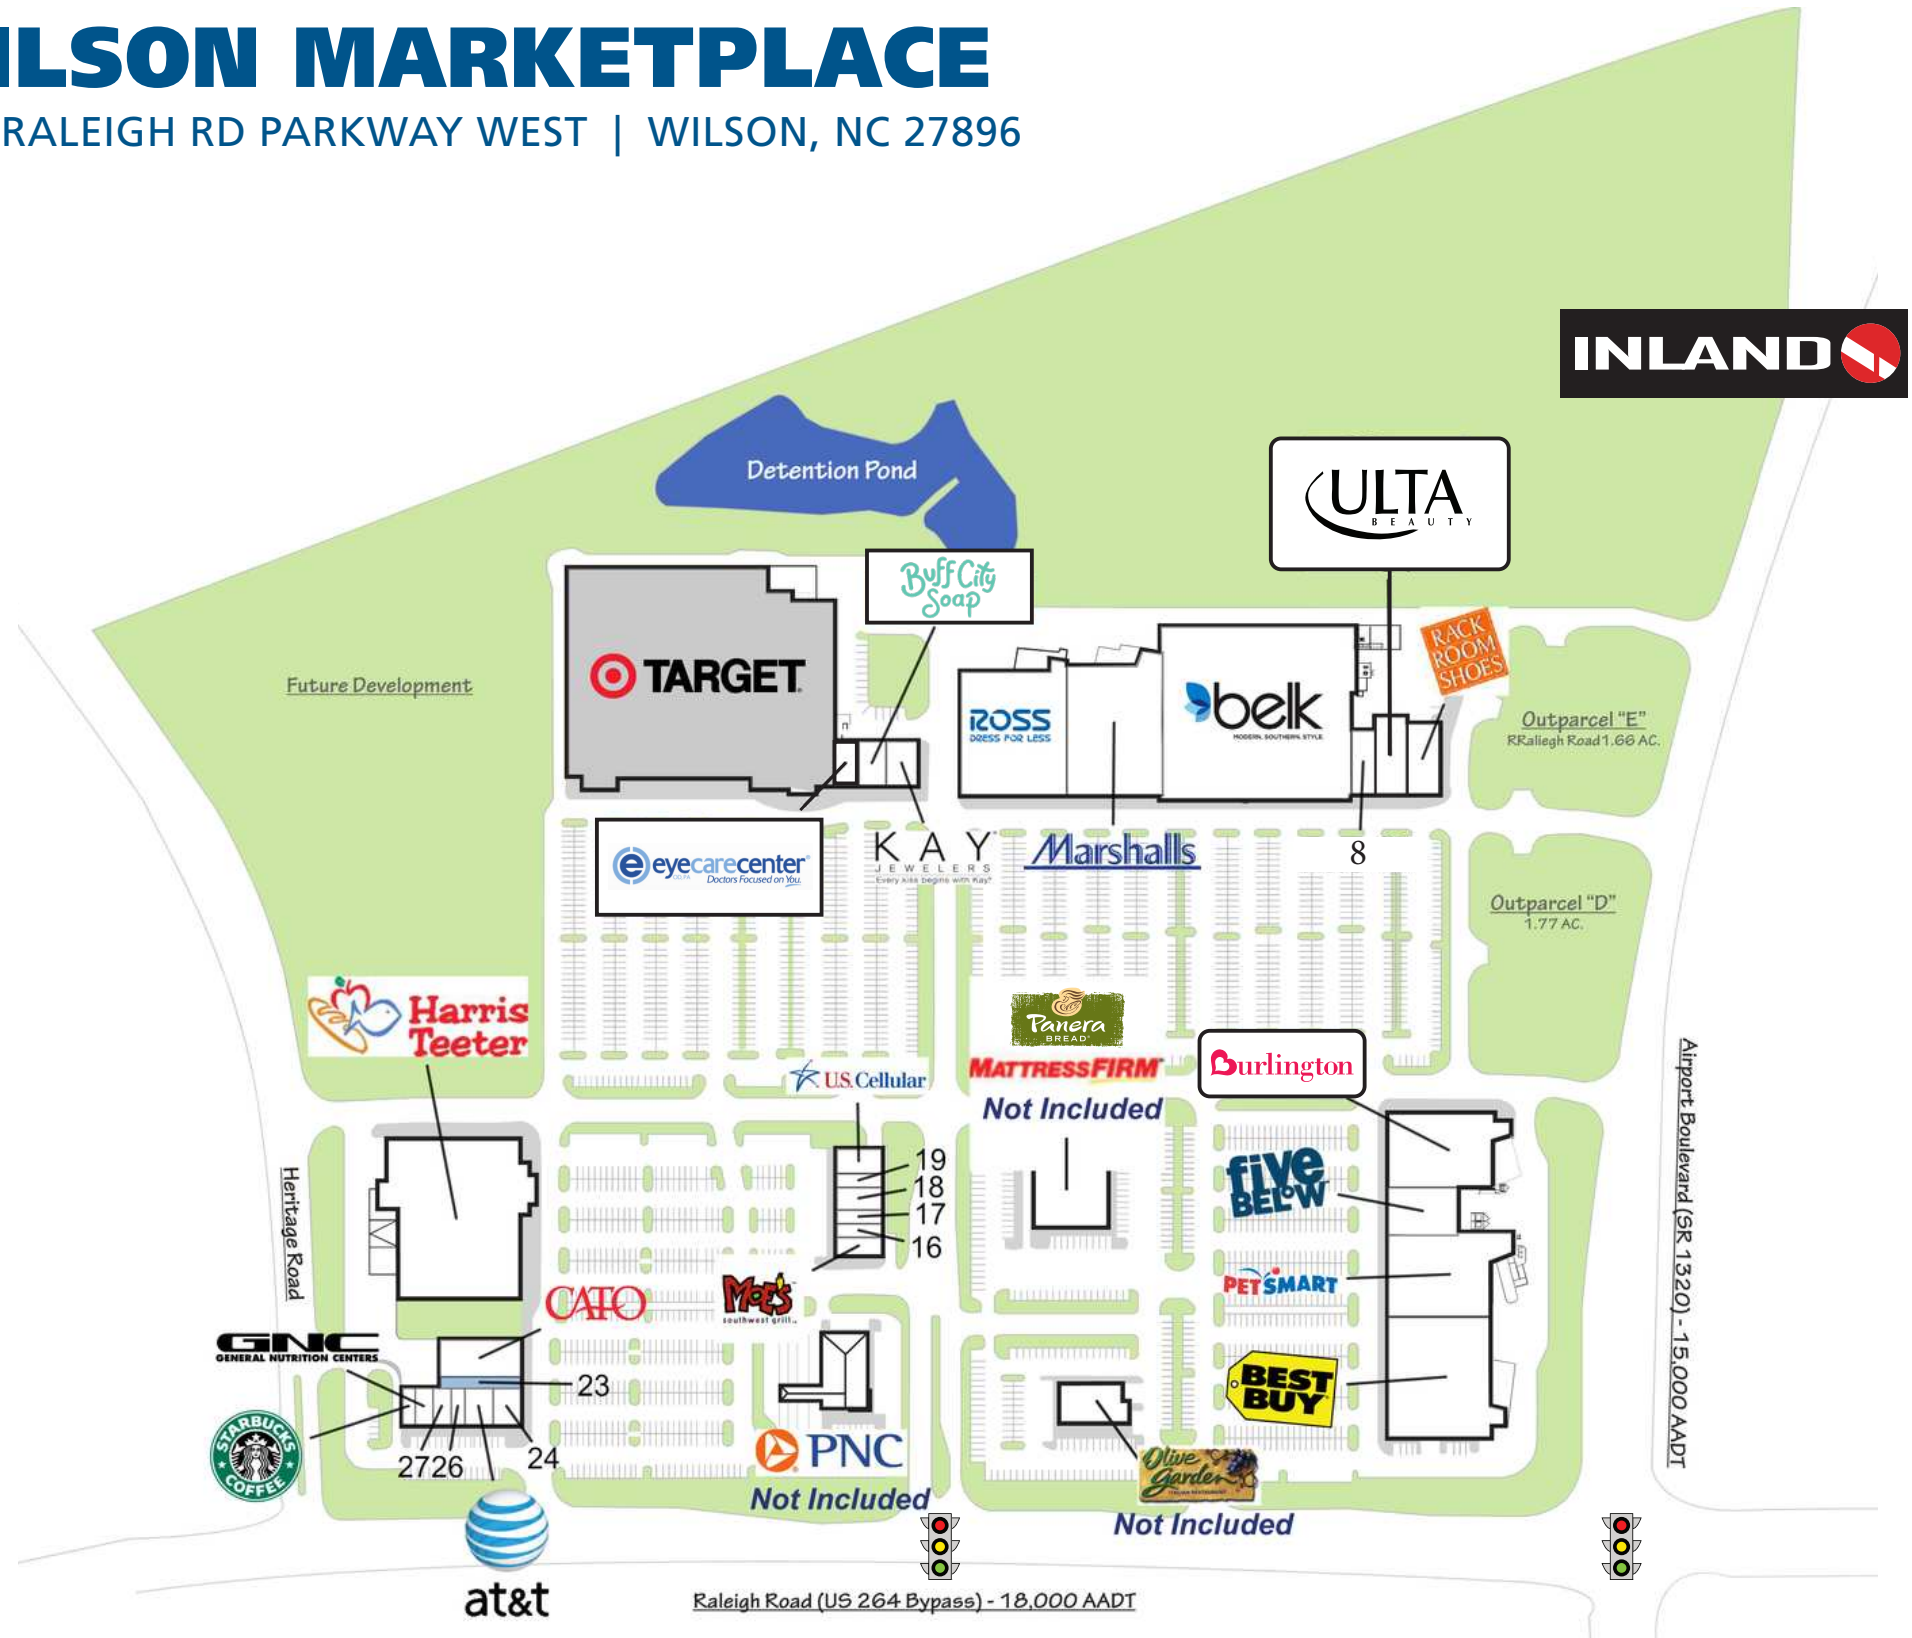 ILSON MARKETPLACE
RALEIGH RD PARKWAY WEST | WILSON, NC 27896
INLAND
Detention Pond
ULTA
BEAUTY
Buff City
Soap
RACK
ROOM
SHOES
TARGET
Future Development
ROSS
DRESS FOR LESS
belk
MODERN. SOUTHERN. STYLE.
Outparcel “E”
RRaliegh Road 1.66 AC.
eyecarecenter
Doctors Focused on You.
KAY
JEWELERS
Every kiss begins with Kay®
Marshalls
8
Outparcel “D”
1.77 AC.
Harris
Teeter
Panera
BREAD®
MATTRESSFIRM
Not Included
U.S. Cellular
Burlington
Airport Boulevard (SR 1320) - 15,000 AADT
Heritage Road
19
18
17
16
five
BELOW
PETSMART
CATO
MOE'S
southwest grill
GNC
GENERAL NUTRITION CENTERS
23
BEST
BUY
STARBUCKS
COFFEE
27 26
24
PNC
Not Included
Olive
Garden
ITALIAN RESTAURANT
Not Included
at&t
Raleigh Road (US 264 Bypass) - 18,000 AADT